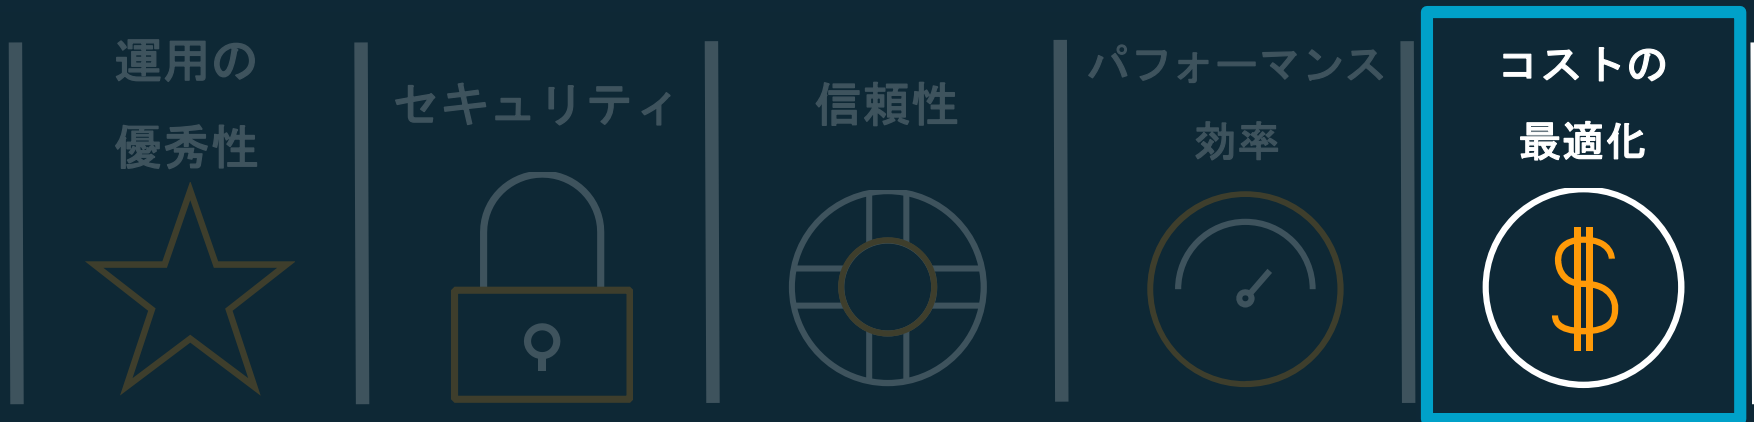 運用の
優秀性
セキュリティ
信頼性
パフォーマンス
効率
コストの
最適化